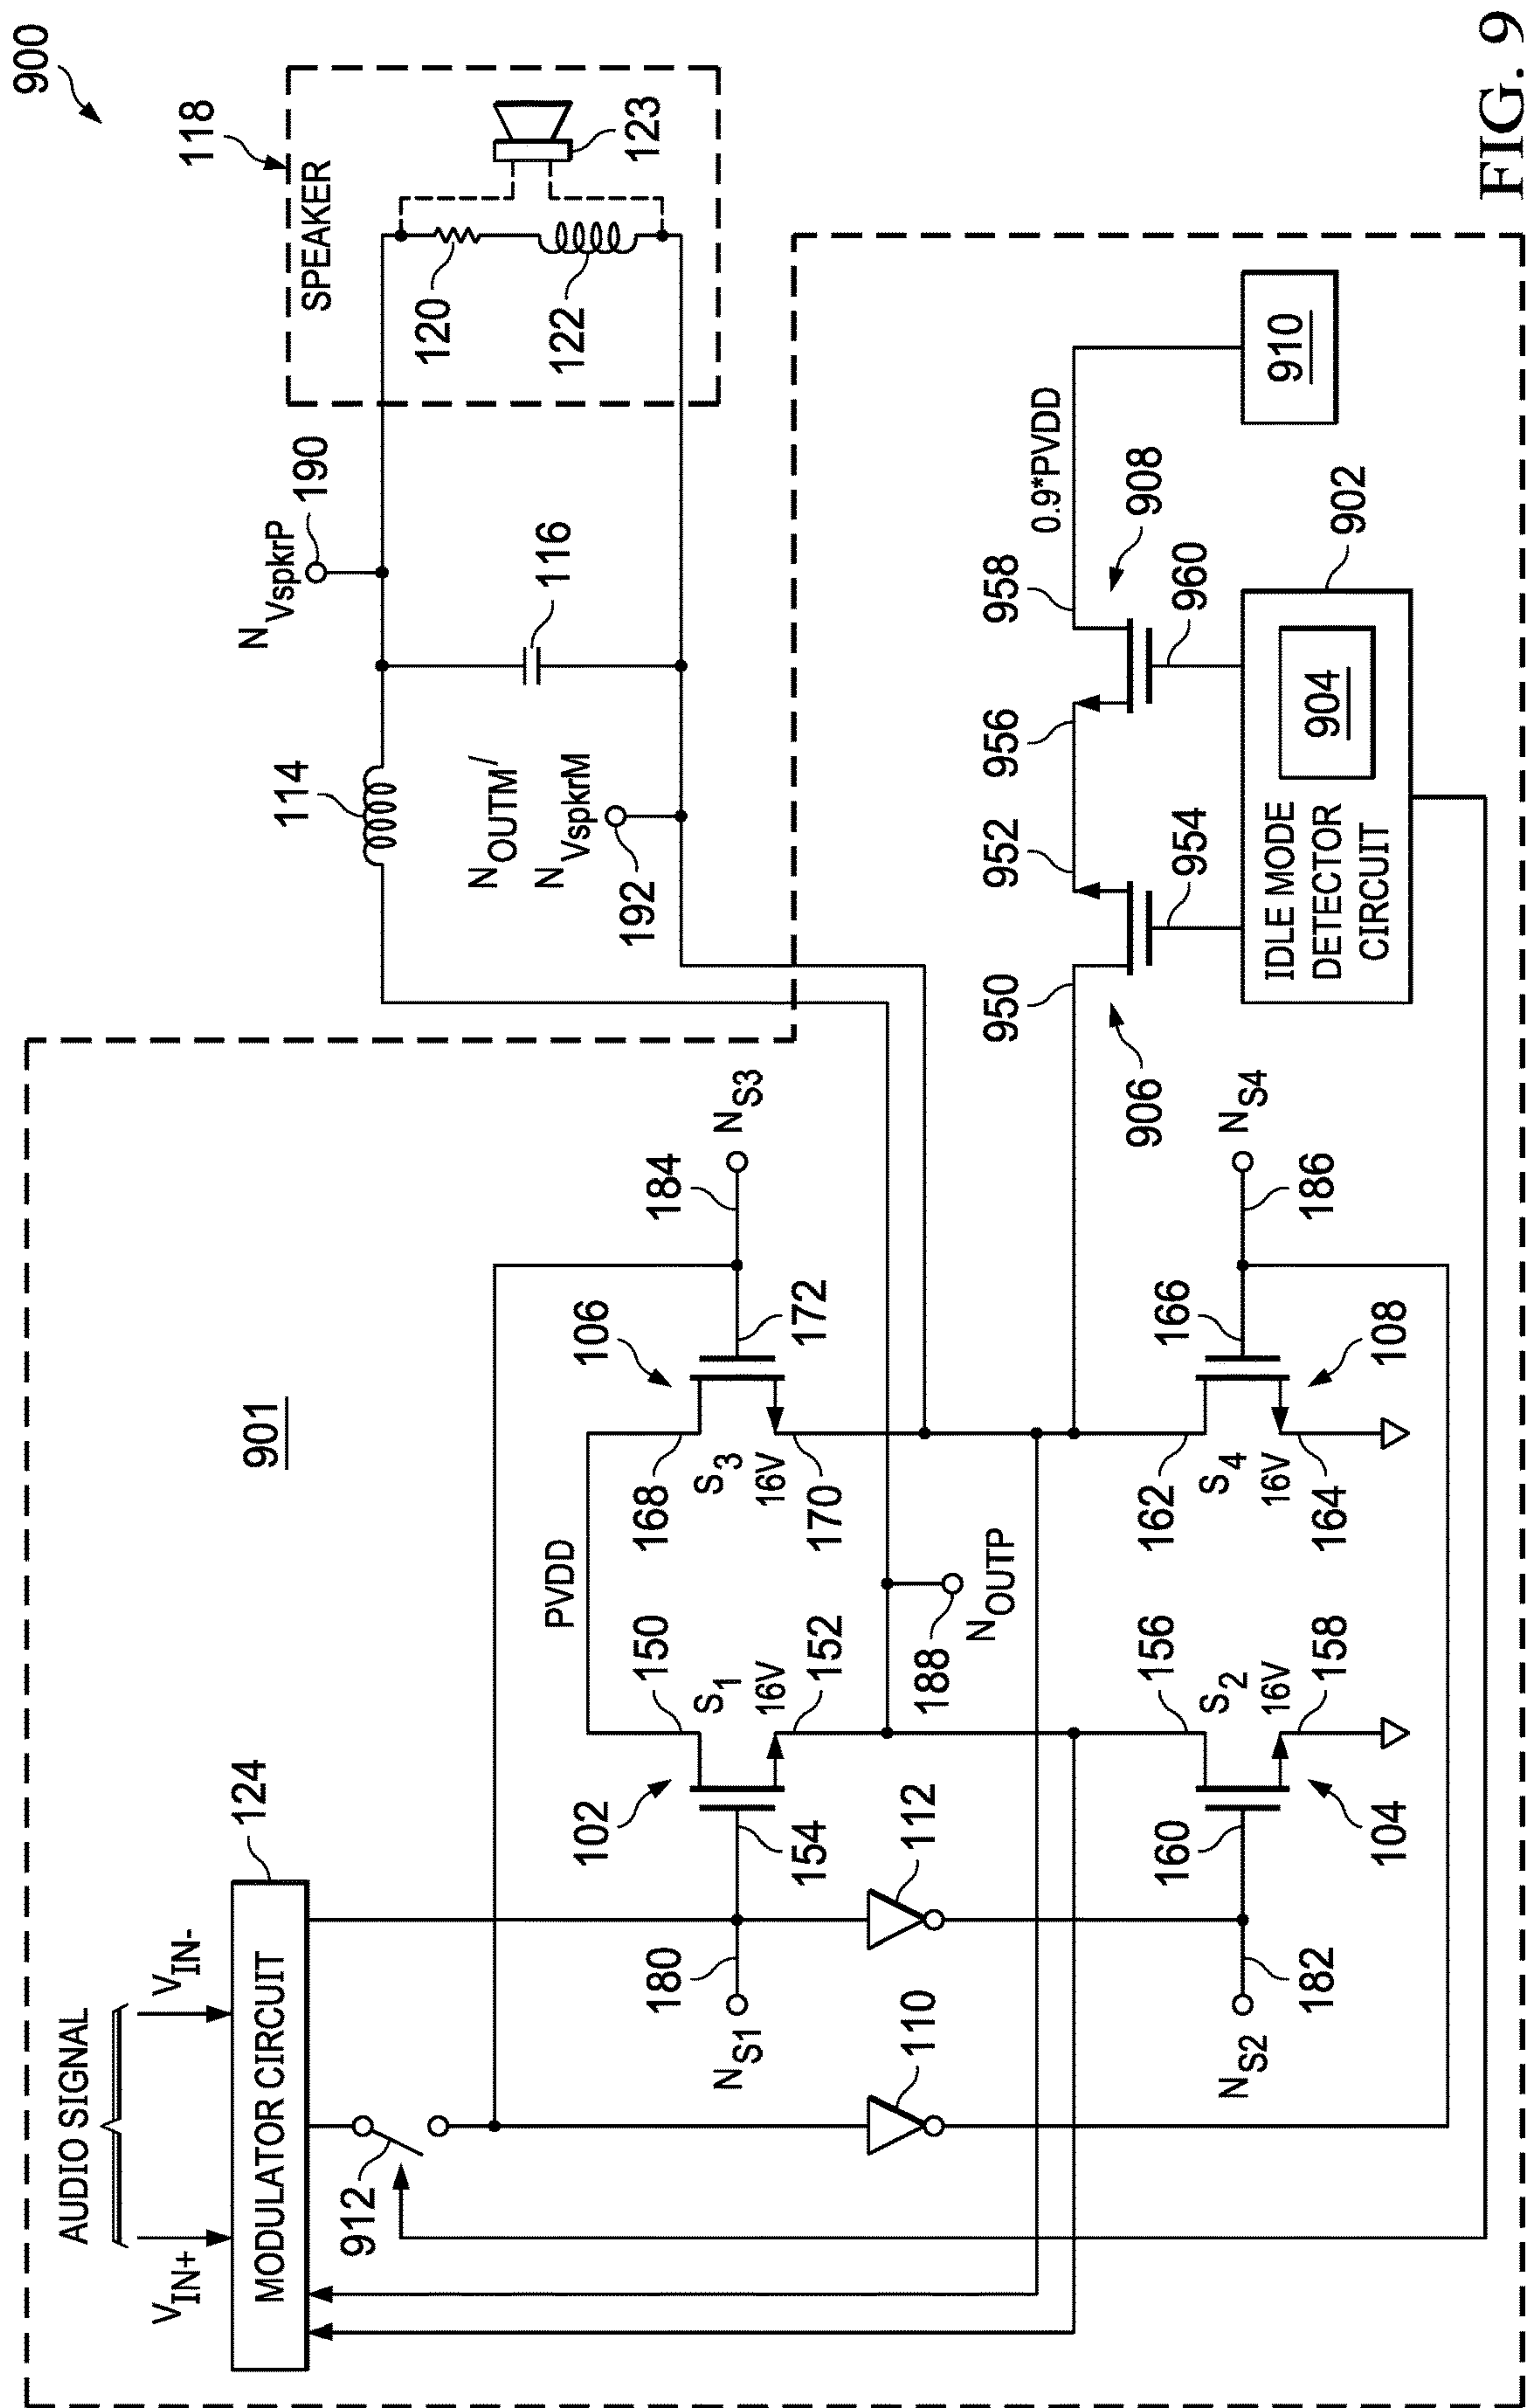 900
118
SPEAKER
123
120
122
N_VspkrP
190
116
114
N_OUTM/
N_VspkrM
192
901
AUDIO SIGNAL
V_IN+
V_IN-
MODULATOR CIRCUIT
124
912
PVDD
102
150
S_1
16V
152
154
180
N_S1
112
110
106
168
S_3
16V
170
172
184
N_S3
188
N_OUTP
104
156
S_2
16V
158
160
182
N_S2
108
162
S_4
16V
164
166
186
N_S4
906
950
952
954
908
956
958
960
0.9*PVDD
910
902
904
IDLE MODE
DETECTOR
CIRCUIT
FIG. 9